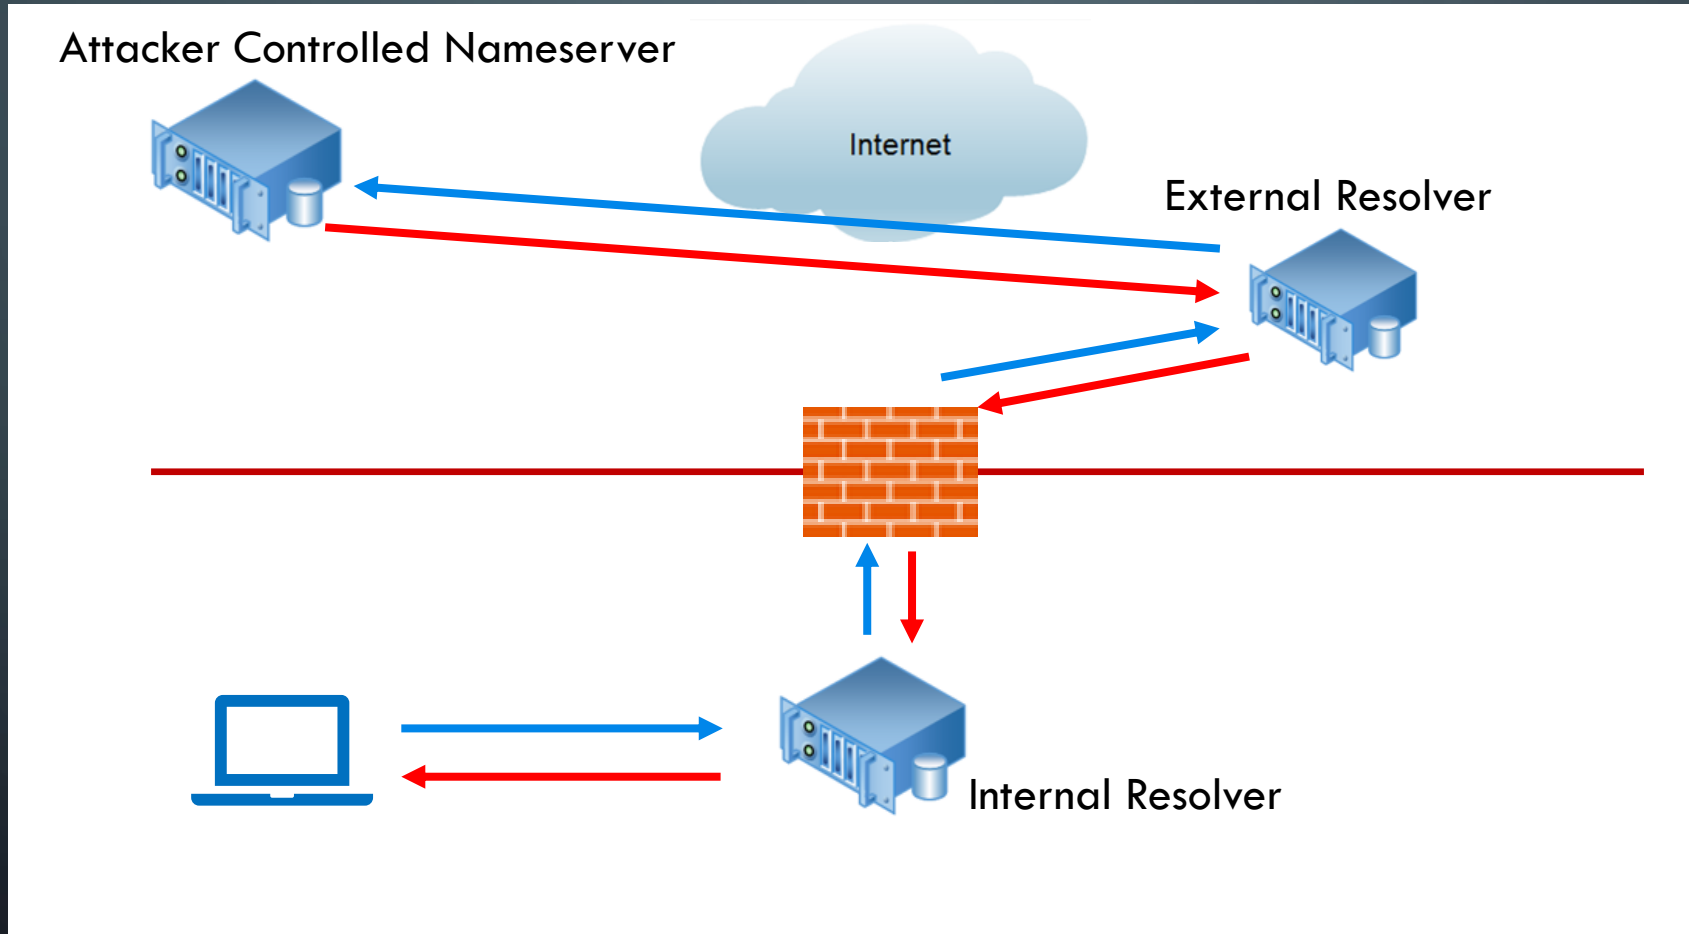 Attacker Controlled Nameserver
Internet
External Resolver
Internal Resolver